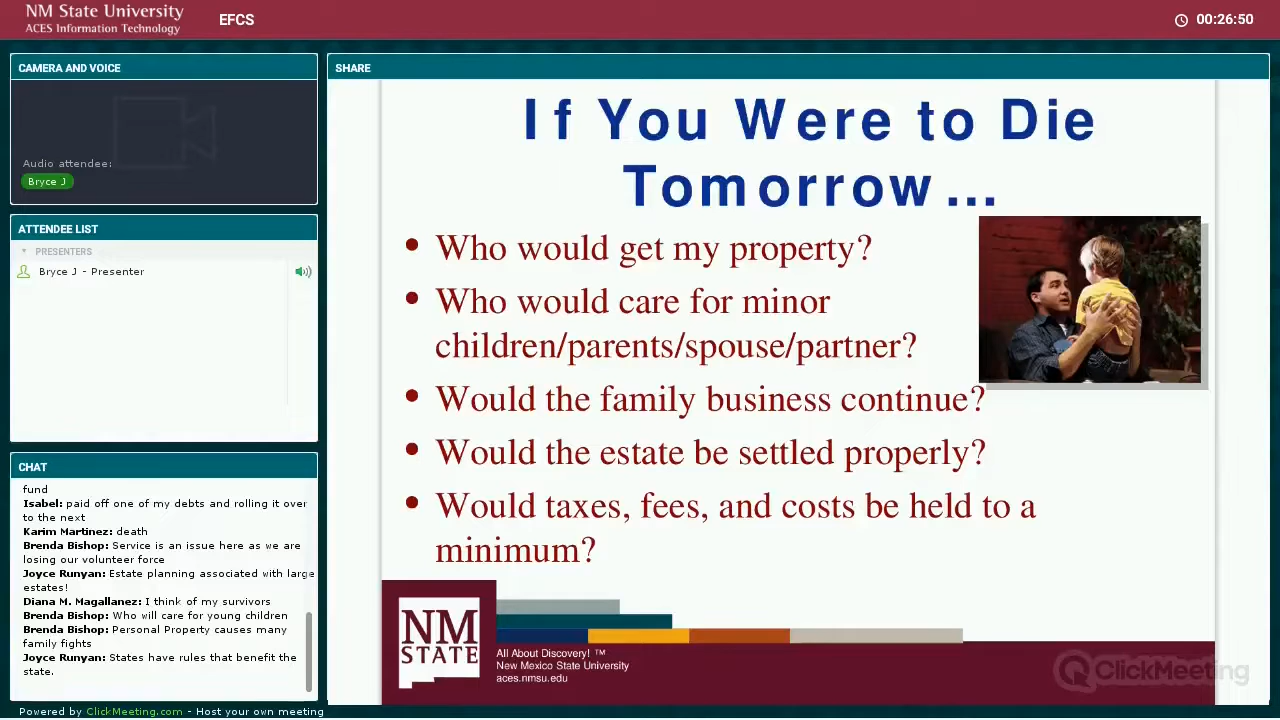 NM State University
ACES Information Technology
EFCS
00:26:50
CAMERA AND VOICE
Audio attendee:
Bryce J
ATTENDEE LIST
PRESENTERS
Bryce J - Presenter
CHAT
fund
Isabel: paid off one of my debts and rolling it over
to the next
Karim Martinez: death
Brenda Bishop: Service is an issue here as we are
losing our volunteer force
Joyce Runyan: Estate planning associated with large
estates!
Diana M. Magallanez: I think of my survivors
Brenda Bishop: Who will care for young children
Brenda Bishop: Personal Property causes many
family fights
Joyce Runyan: States have rules that benefit the
state.
Powered by ClickMeeting.com - Host your own meeting
SHARE
If You Were to Die
Tomorrow...
• Who would get my property?
• Who would care for minor
children/parents/spouse/partner?
• Would the family business continue?
• Would the estate be settled properly?
• Would taxes, fees, and costs be held to a
minimum?
NM
STATE
All About Discovery! ™
New Mexico State University
aces.nmsu.edu
ClickMeeting